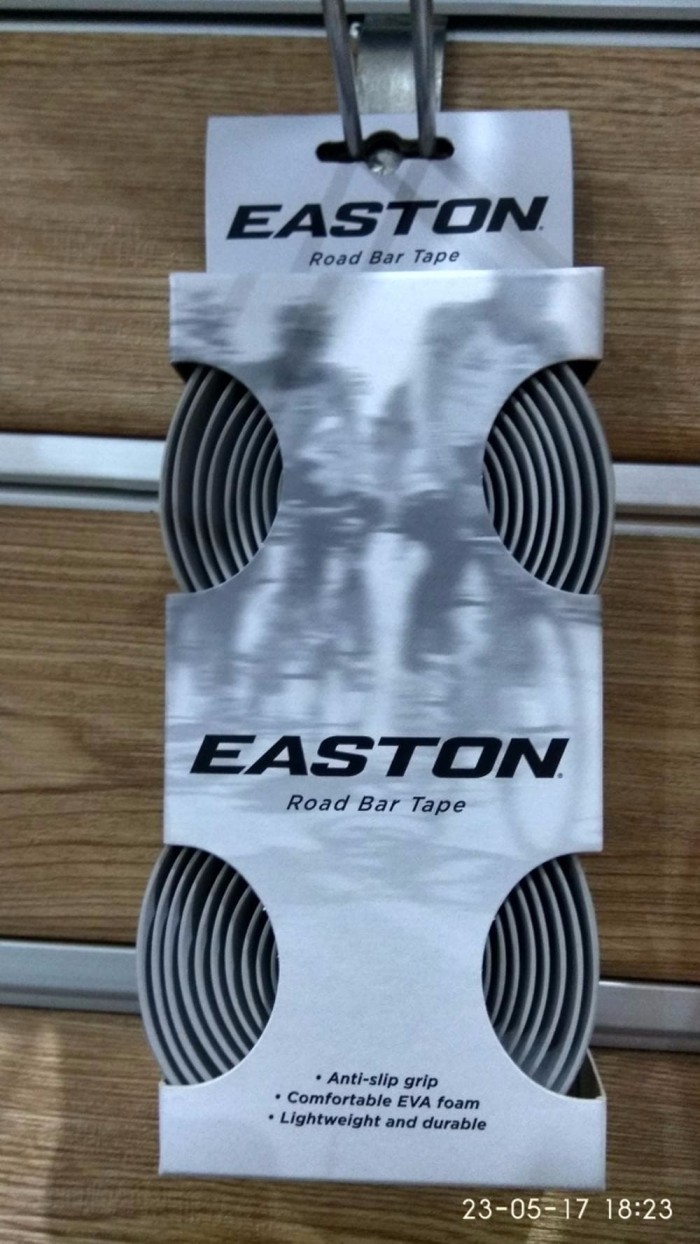 EASTON
Road Bar Tape
EASTON
Road Bar Tape
• Anti-slip grip
• Comfortable EVA foam
• Lightweight and durable
23-05-17 18:23